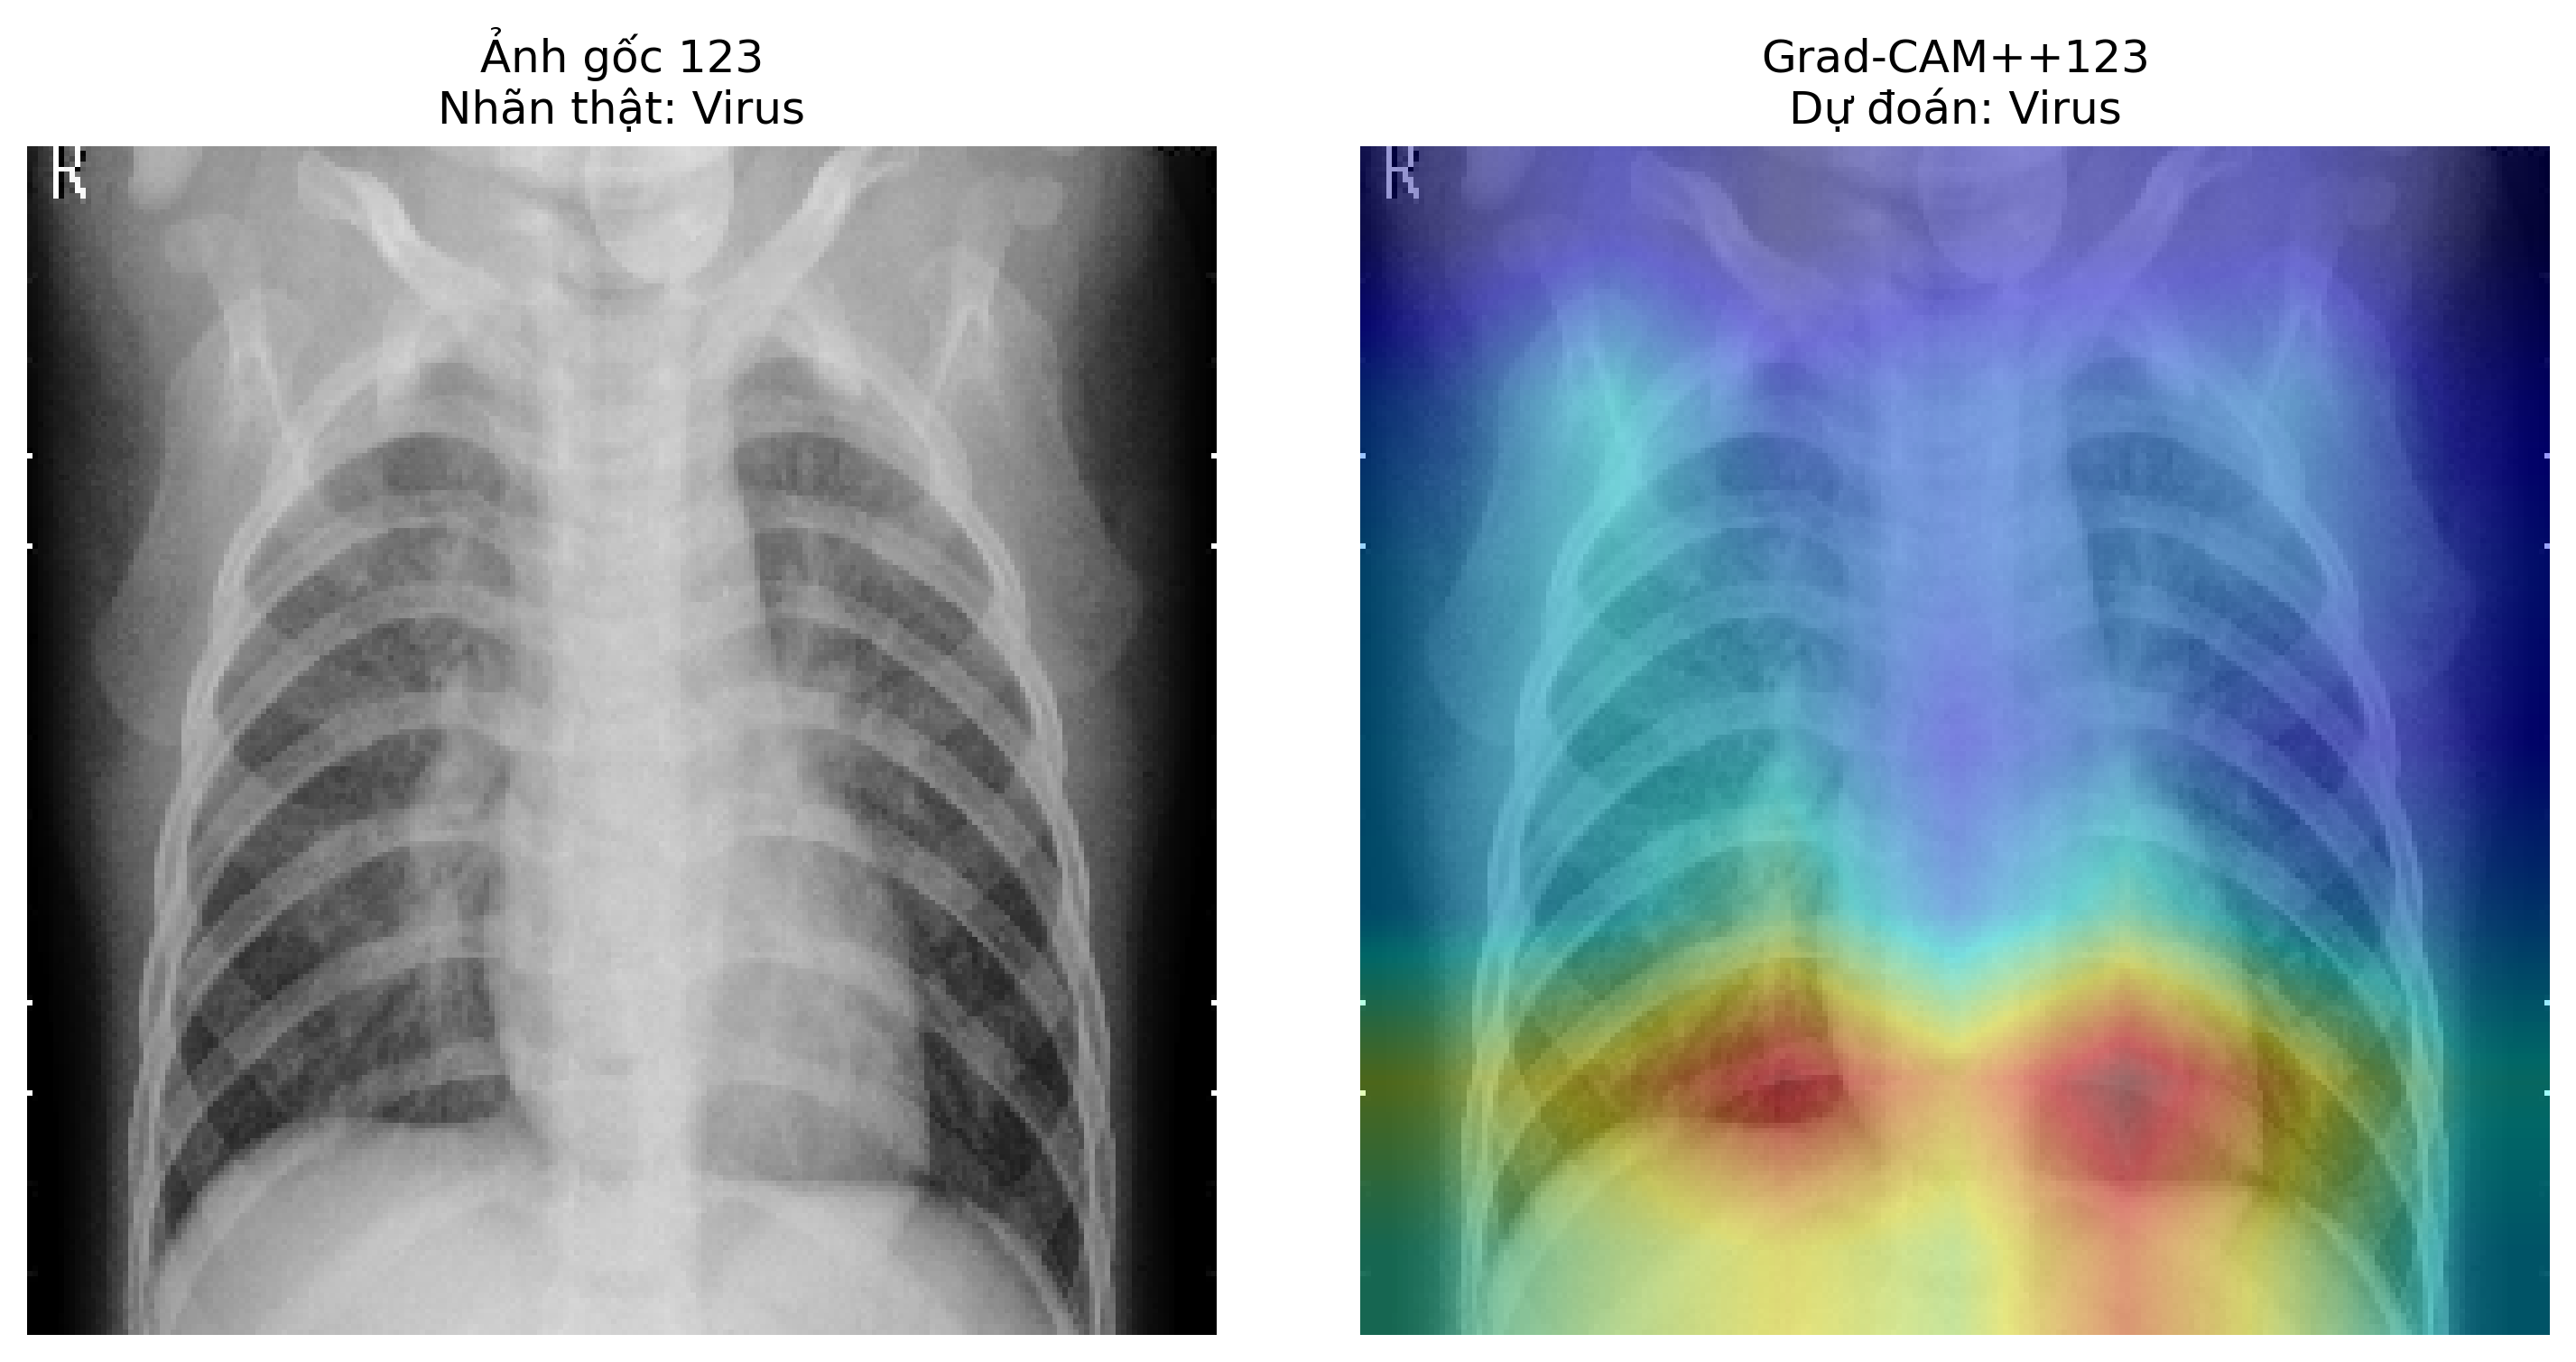 Ảnh gốc 123
Nhãn thật: Virus
Grad-CAM++123
Dự đoán: Virus
R
R